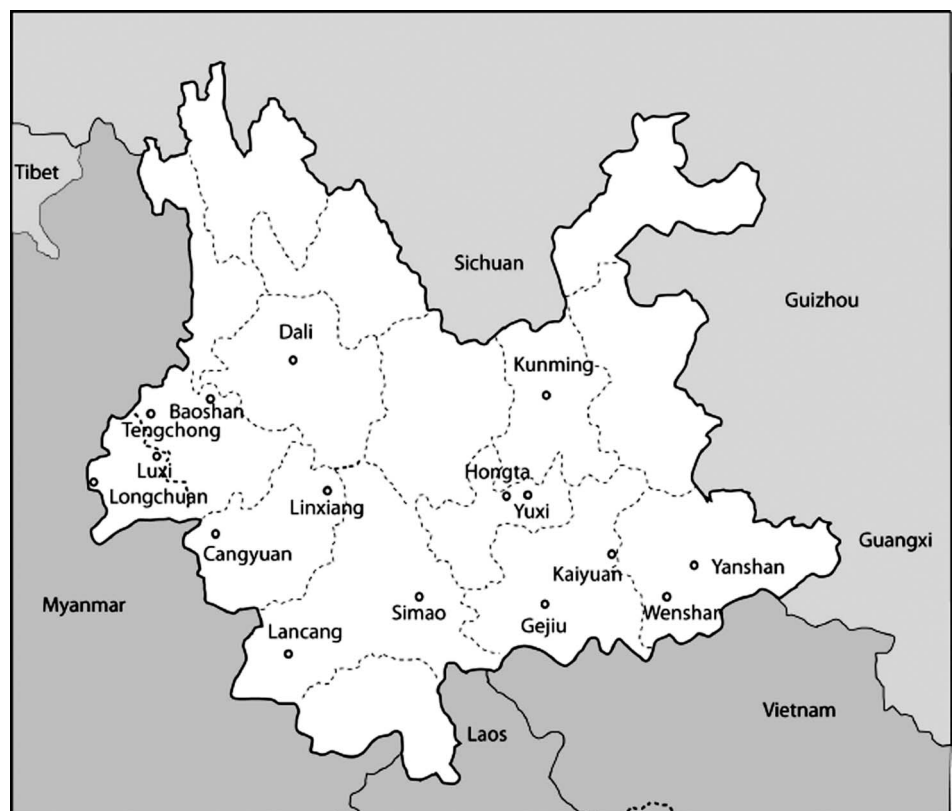 Tibet
Sichuan
Guizhou
Dali
Kunming
Baoshan
Tengchong
Luxi
Longchuan
Hongta
Linxiang
Yuxi
Cangyuan
Guangxi
Kaiyuan
Yanshan
Myanmar
Simao
Wenshan
Gejiu
Lancang
Vietnam
Laos